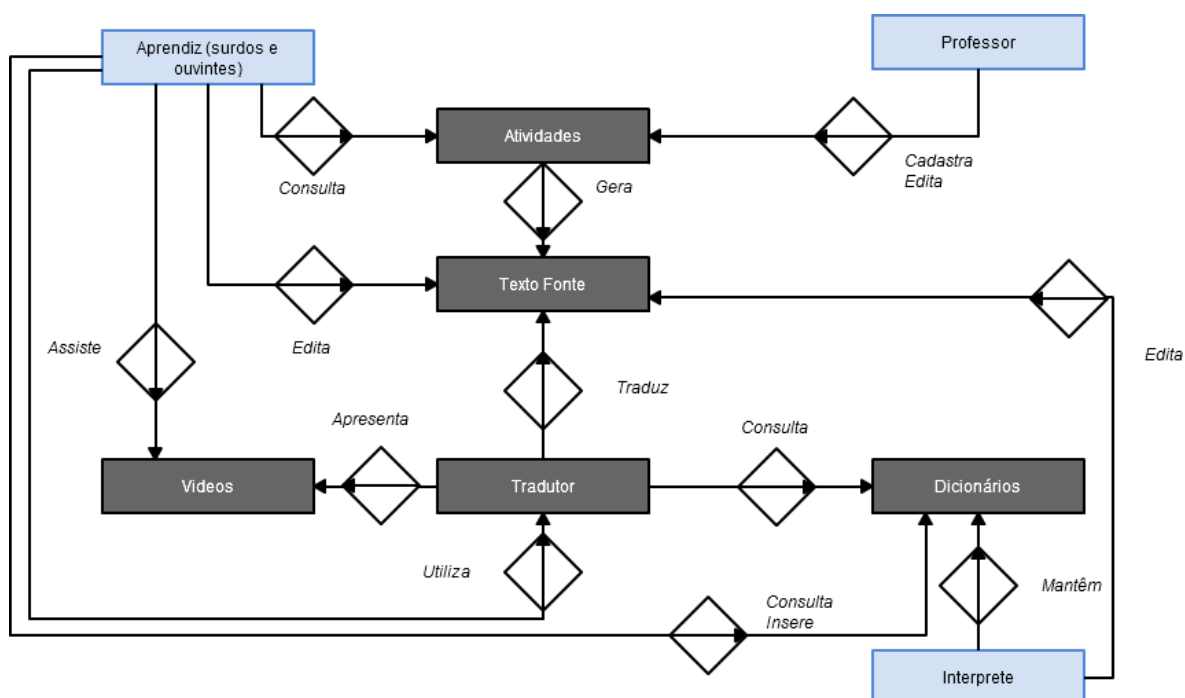 Aprendiz (surdos e
ouvintes)
Professor
Atividades
Consulta
Gera
Cadastra
Edita
Texto Fonte
Assiste
Edita
Edita
Traduz
Apresenta
Consulta
Videos
Tradutor
Dicionários
Utiliza
Mantêm
Consulta
Insere
Interprete